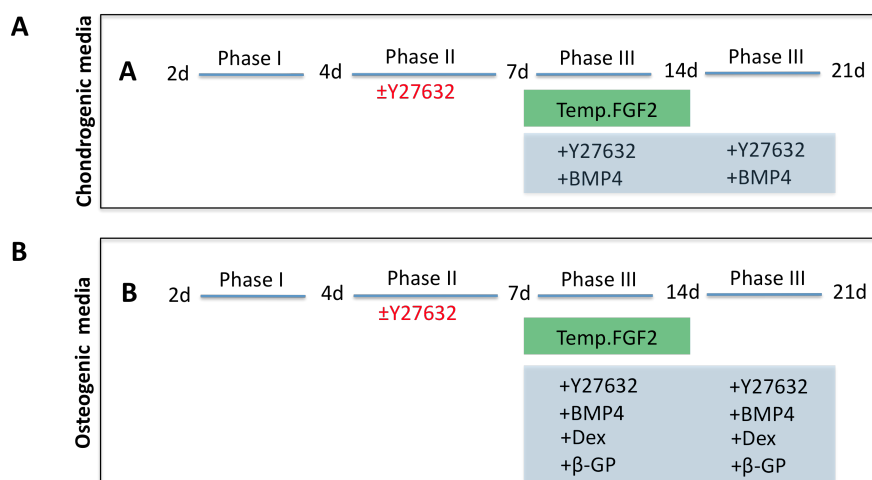 A
Chondrogenic media
A
2d Phase I 4d Phase II 7d Phase III 14d Phase III 21d
±Y27632
Temp.FGF2
+Y27632 +Y27632
+BMP4 +BMP4
B
Osteogenic media
B
2d Phase I 4d Phase II 7d Phase III 14d Phase III 21d
±Y27632
Temp.FGF2
+Y27632 +Y27632
+BMP4 +BMP4
+Dex +Dex
+β-GP +β-GP